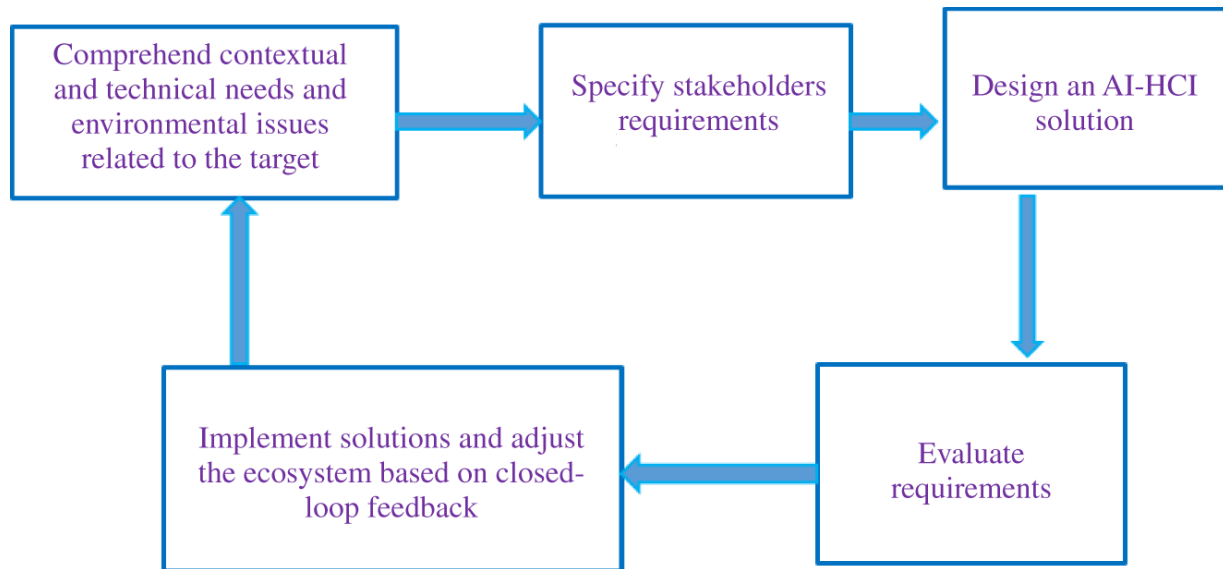 Comprehend contextual
and technical needs and
environmental issues
related to the target
Specify stakeholders
requirements
Design an AI-HCI
solution
Evaluate
requirements
Implement solutions and adjust
the ecosystem based on closed-
loop feedback